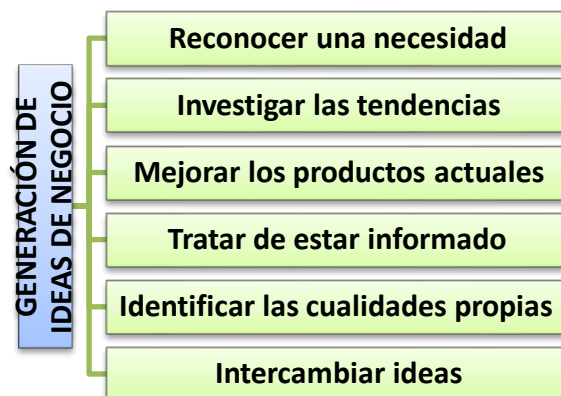 GENERACIÓN DE
IDEAS DE NEGOCIO
Reconocer una necesidad
Investigar las tendencias
Mejorar los productos actuales
Tratar de estar informado
Identificar las cualidades propias
Intercambiar ideas